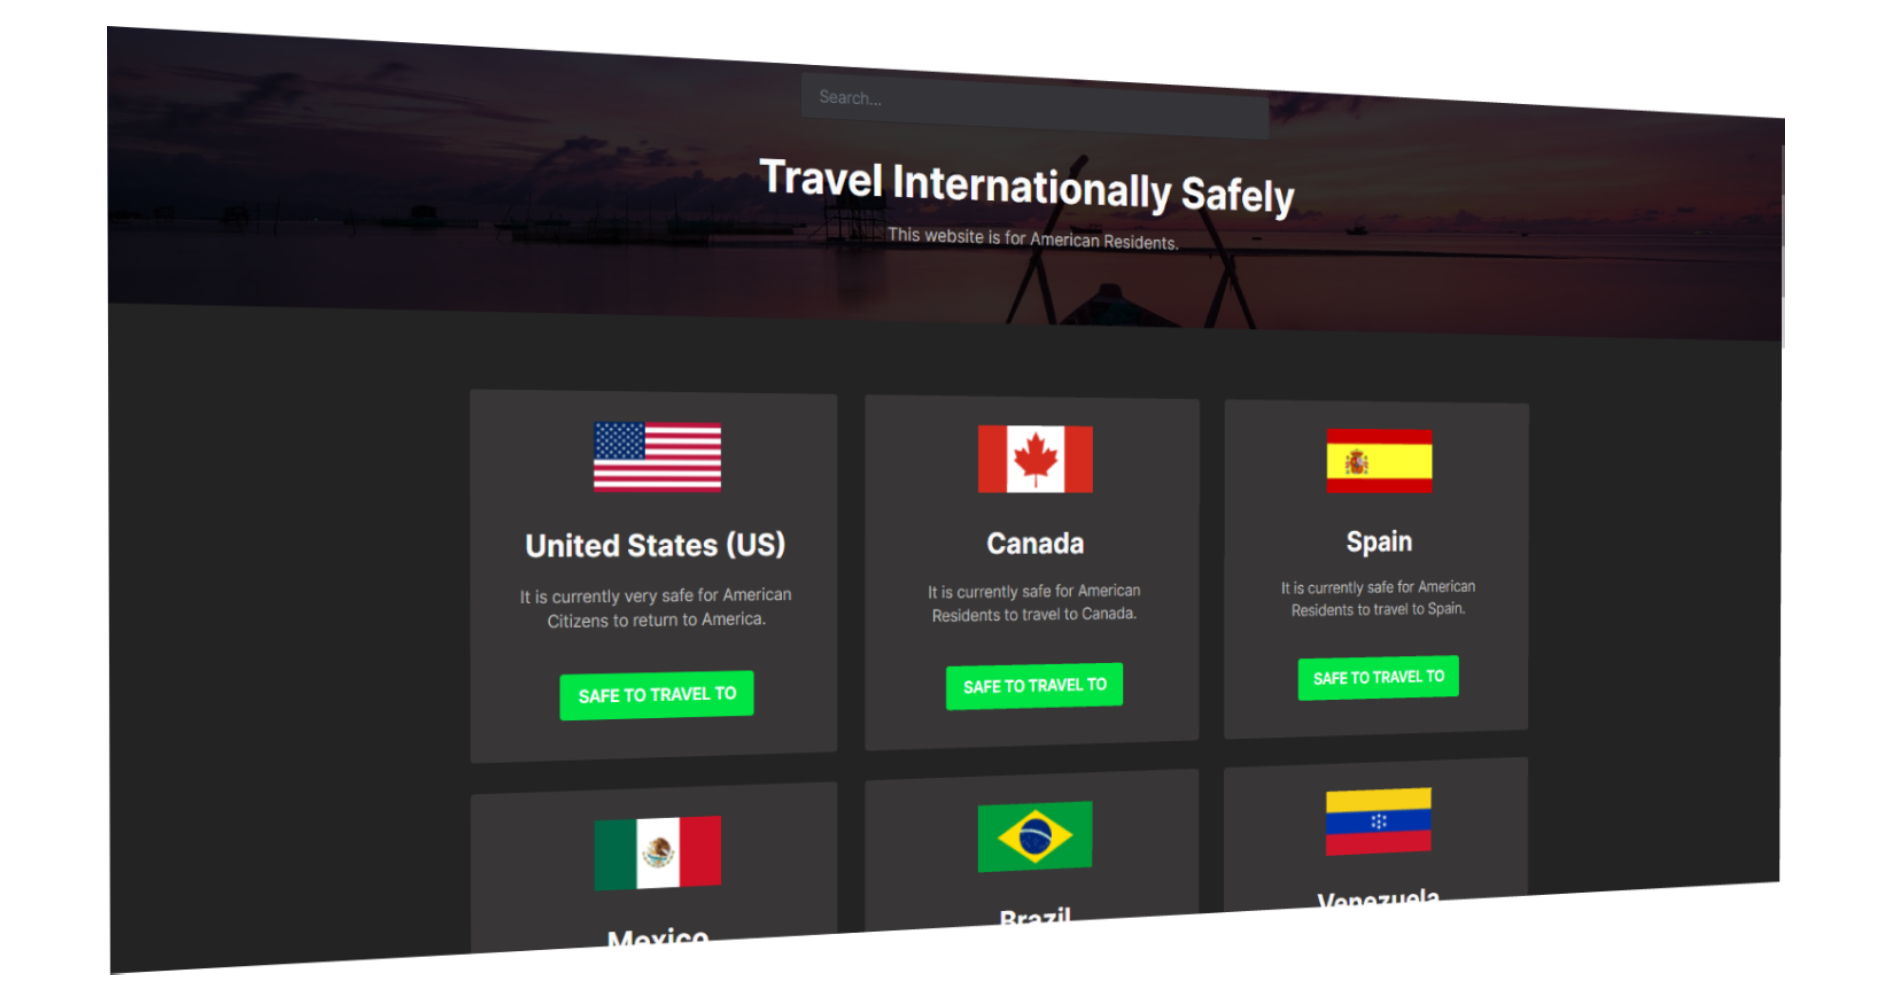 Search...
Travel Internationally Safely
This website is for American Residents.
United States (US)
It is currently very safe for American
Citizens to return to America.
SAFE TO TRAVEL TO
Canada
It is currently safe for American
Residents to travel to Canada.
SAFE TO TRAVEL TO
Spain
It is currently safe for American
Residents to travel to Spain.
SAFE TO TRAVEL TO
Mexico
Brazil
Venezuela